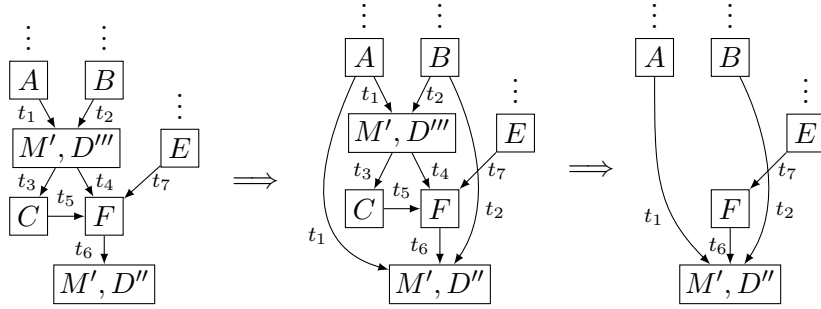 ⋮ ⋮ ⋮ ⋮ ⋮ ⋮
A B A B A B
t₁ t₂ ⋮ t₁ t₂ ⋮ ⋮
M′, D‴ E M′, D‴ E E
t₃ t₄ t₇ ⟹ t₃ t₄ t₇ ⟹ t₇
C t₅ F C t₅ F F
t₆ t₁ t₆ t₂ t₁ t₆ t₂
M′, D″ M′, D″ M′, D″